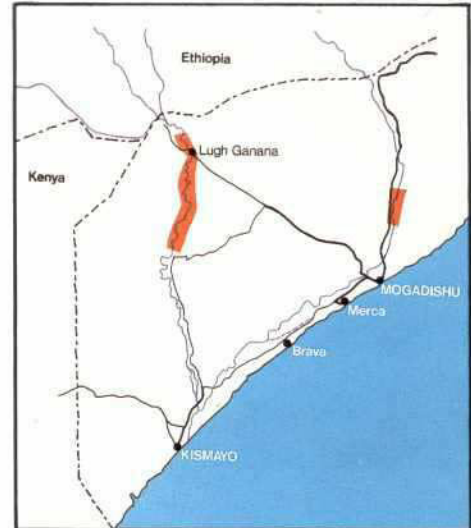 Ethiopia
Lugh Ganana
Kenya
MOGADISHU
Merca
Brava
KISMAYO